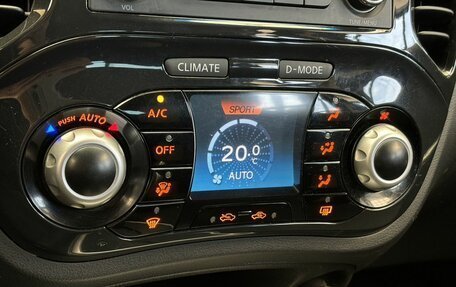 VOL
TUNE/MENU
CLIMATE
D-MODE
PUSH AUTO
A/C
SPORT
OFF
20.0
°C
AUTO